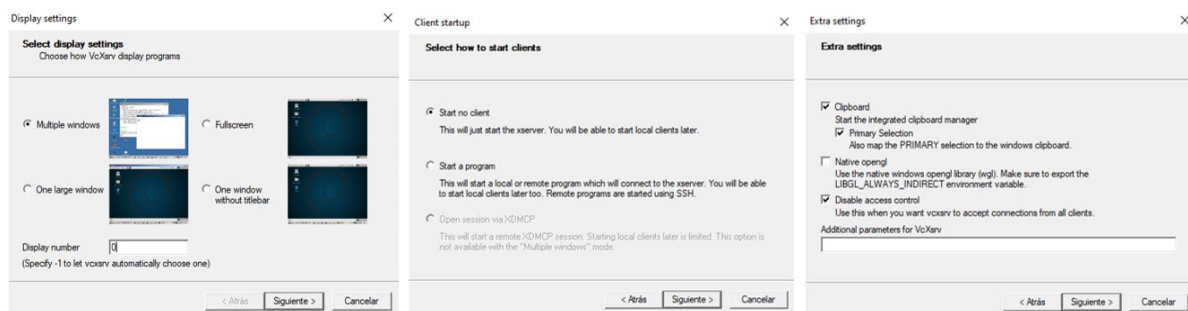 Display settings
Select display settings
Choose how VcXsrv display programs
Multiple windows
Fullscreen
One large window
One window
without titlebar
Display number
0
(Specify -1 to let vcxsrv automatically choose one)
< Atrás
Siguiente >
Cancelar
Client startup
Select how to start clients
Start no client
This will just start the xserver. You will be able to start local clients later.
Start a program
This will start a local or remote program which will connect to the xserver. You will be able
to start local clients later too. Remote programs are started using SSH.
Open session via XDMCP
This will start a remote XDMCP session. Starting local clients later is limited. This option is
not available with the "Multiple windows" mode.
< Atrás
Siguiente >
Cancelar
Extra settings
Extra settings
Clipboard
Start the integrated clipboard manager
Primary Selection
Also map the PRIMARY selection to the windows clipboard.
Native opengl
Use the native windows opengl library (wgl). Make sure to export the
LIBGL_ALWAYS_INDIRECT environment variable.
Disable access control
Use this when you want vcxsrv to accept connections from all clients.
Additional parameters for VcXsrv
< Atrás
Siguiente >
Cancelar